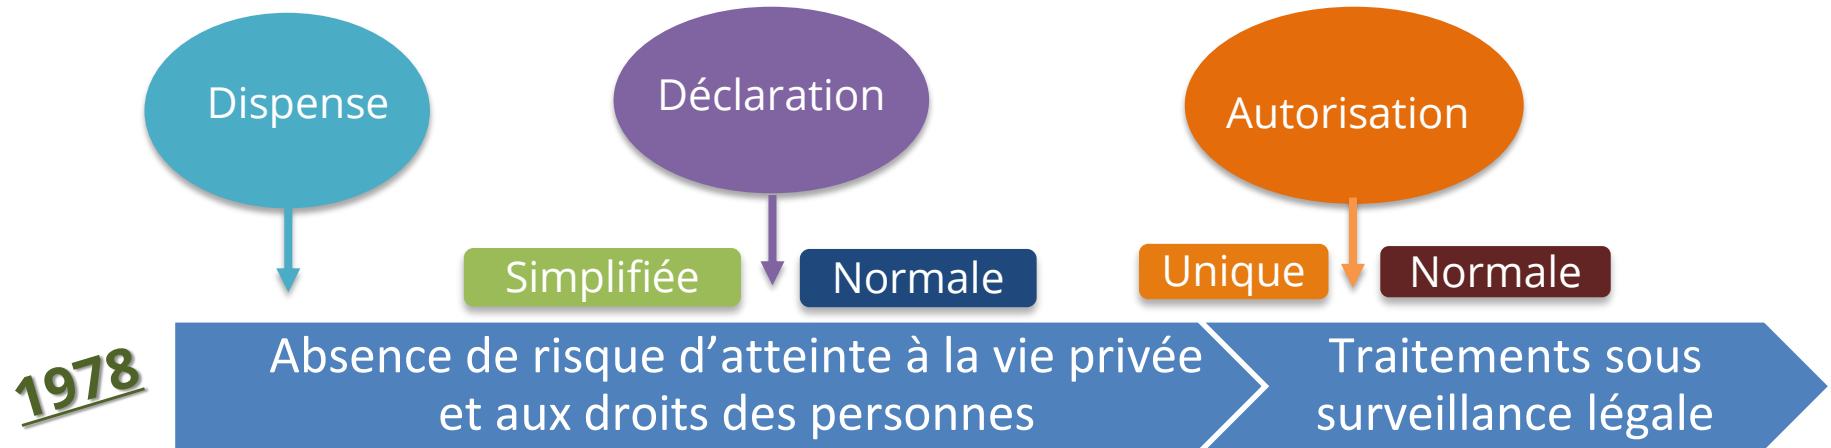 Dispense
Déclaration
Autorisation
Simplifiée
Normale
Unique
Normale
1978
Absence de risque d’atteinte à la vie privée
et aux droits des personnes
Traitements sous
surveillance légale